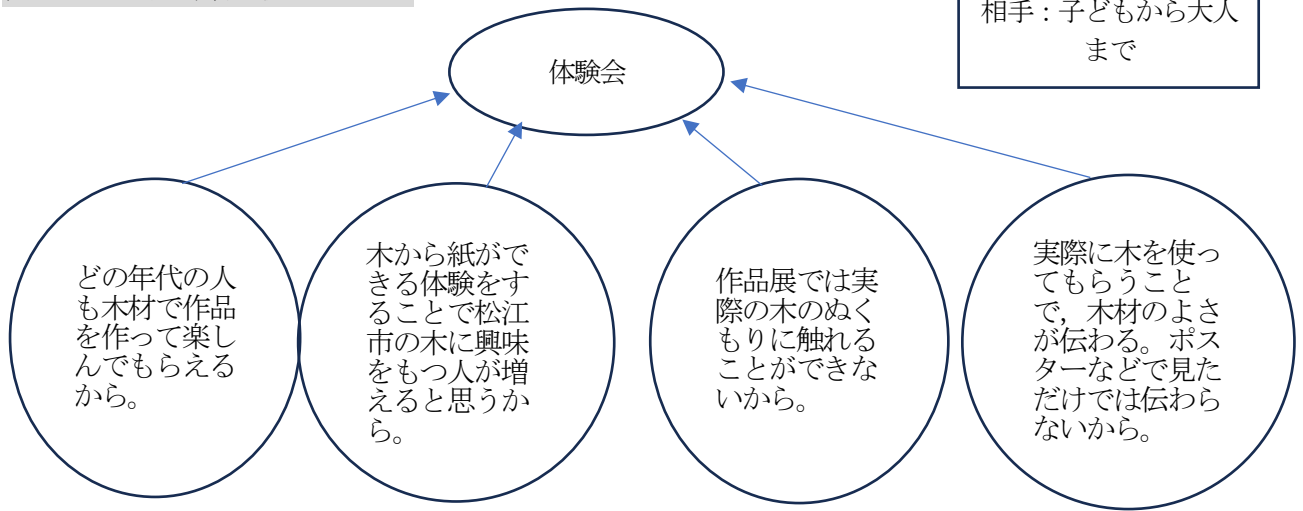 相手：子どもから大人
まで
体験会
どの年代の人
も木材で作品
を作って楽し
んでもらえる
から。
木から紙がで
きる体験をす
ることで松江
市の木に興味
をもつ人が増
えると思うか
ら。
作品展では実
際の木のぬく
もりに触れる
ことができな
いから。
実際に木を使っ
てもらうこと
で，木材のよさ
が伝わる。ポス
ターなどで見た
だけでは伝わら
ないから。